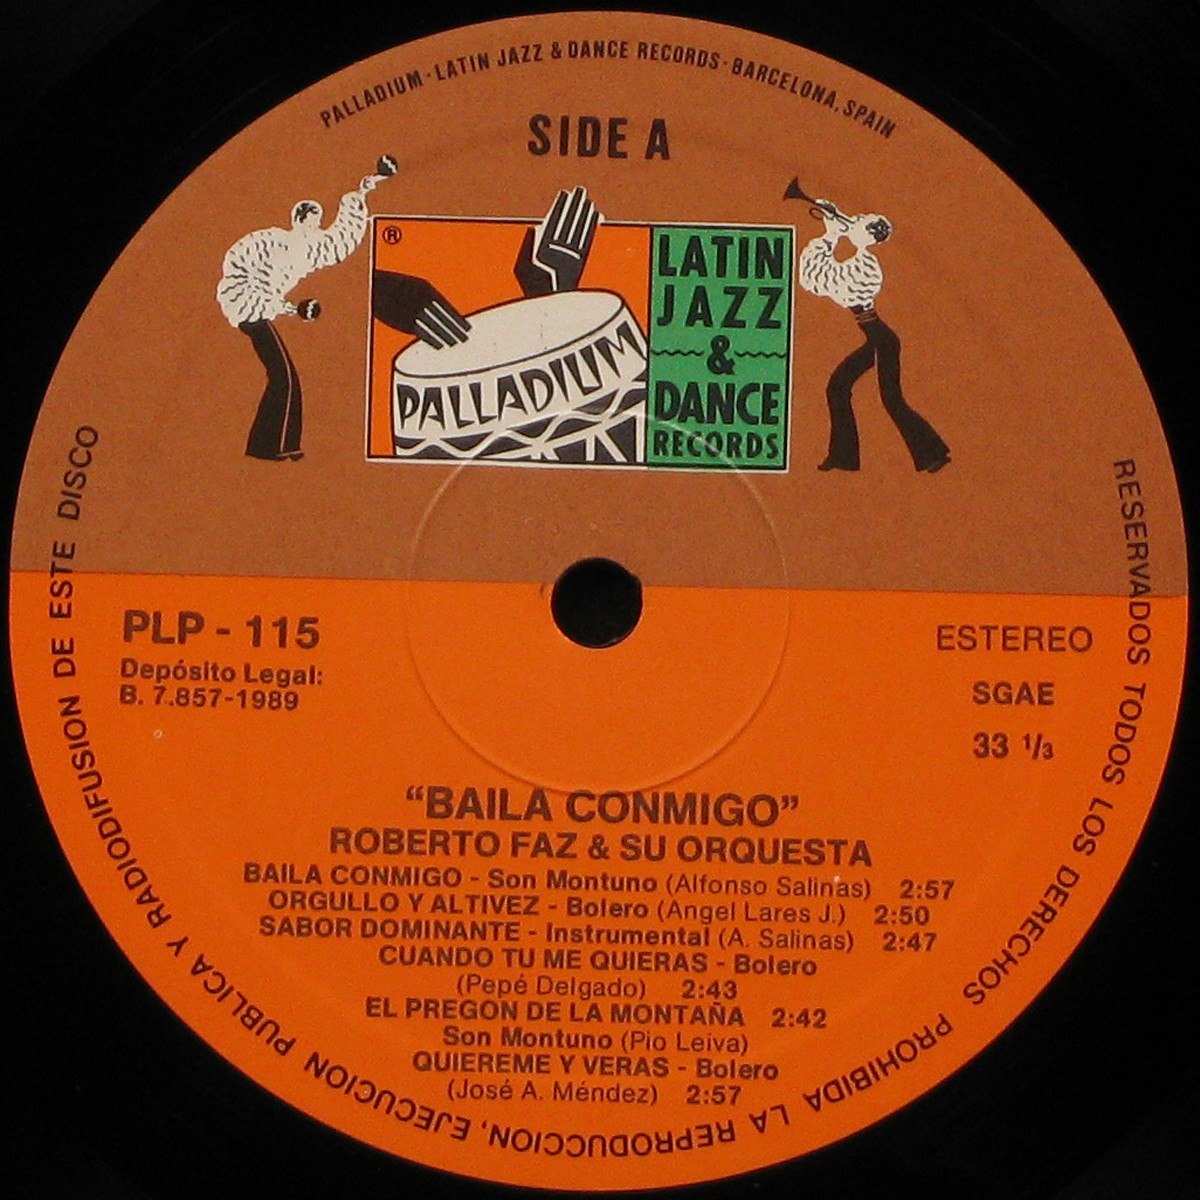 PALLADIUM · LATIN JAZZ & DANCE RECORDS · BARCELONA, SPAIN
SIDE A
®
PALLADIUM
LATIN
JAZZ
&
DANCE
RECORDS
PLP - 115
Depósito Legal:
B. 7.857-1989
ESTEREO
SGAE
33 1/3
"BAILA CONMIGO"
ROBERTO FAZ & SU ORQUESTA
BAILA CONMIGO - Son Montuno (Alfonso Salinas) 2:57
ORGULLO Y ALTIVEZ - Bolero (Angel Lares J.) 2:50
SABOR DOMINANTE - Instrumental (A. Salinas) 2:47
CUANDO TU ME QUIERAS - Bolero
(Pepé Delgado) 2:43
EL PREGON DE LA MONTAÑA 2:42
Son Montuno (Pio Leiva)
QUIEREME Y VERAS - Bolero
(José A. Méndez) 2:57
RESERVADOS TODOS LOS DERECHOS PROHIBIDA LA REPRODUCCION, EJECUCION PUBLICA Y RADIODIFUSION DE ESTE DISCO